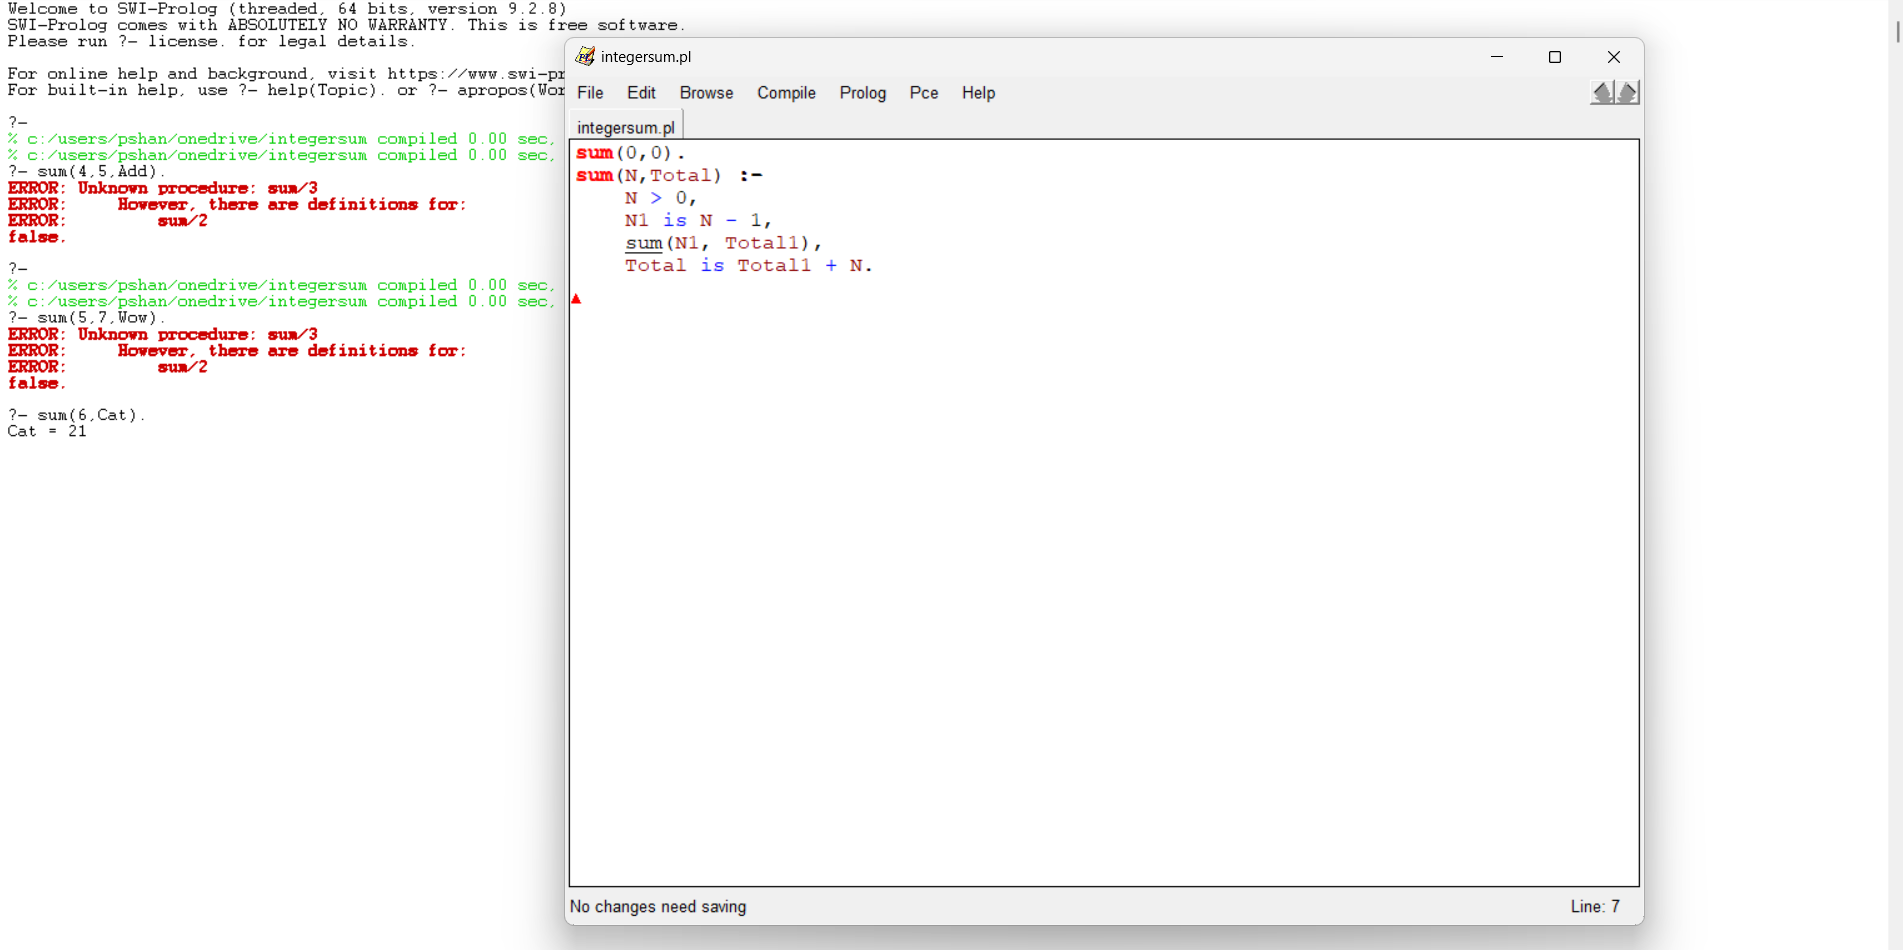 Welcome to SWI-Prolog (threaded, 64 bits, version 9.2.8)
SWI-Prolog comes with ABSOLUTELY NO WARRANTY. This is free software.
Please run ?- license. for legal details.
For online help and background, visit https://www.swi-pr
For built-in help, use ?- help(Topic). or ?- apropos(Wor
?-
% c:/users/pshan/onedrive/integersum compiled 0.00 sec,
% c:/users/pshan/onedrive/integersum compiled 0.00 sec,
?- sum(4,5,Add).
ERROR: Unknown procedure: sum/3
ERROR:     However, there are definitions for:
ERROR:         sum/2
false.
?-
% c:/users/pshan/onedrive/integersum compiled 0.00 sec,
% c:/users/pshan/onedrive/integersum compiled 0.00 sec,
?- sum(5,7,Wow).
ERROR: Unknown procedure: sum/3
ERROR:     However, there are definitions for:
ERROR:         sum/2
false.
?- sum(6,Cat).
Cat = 21
integersum.pl
File Edit Browse Compile Prolog Pce Help
integersum.pl
sum(0,0).
sum(N,Total) :-
    N > 0,
    N1 is N - 1,
    sum(N1, Total1),
    Total is Total1 + N.
No changes need saving
Line: 7